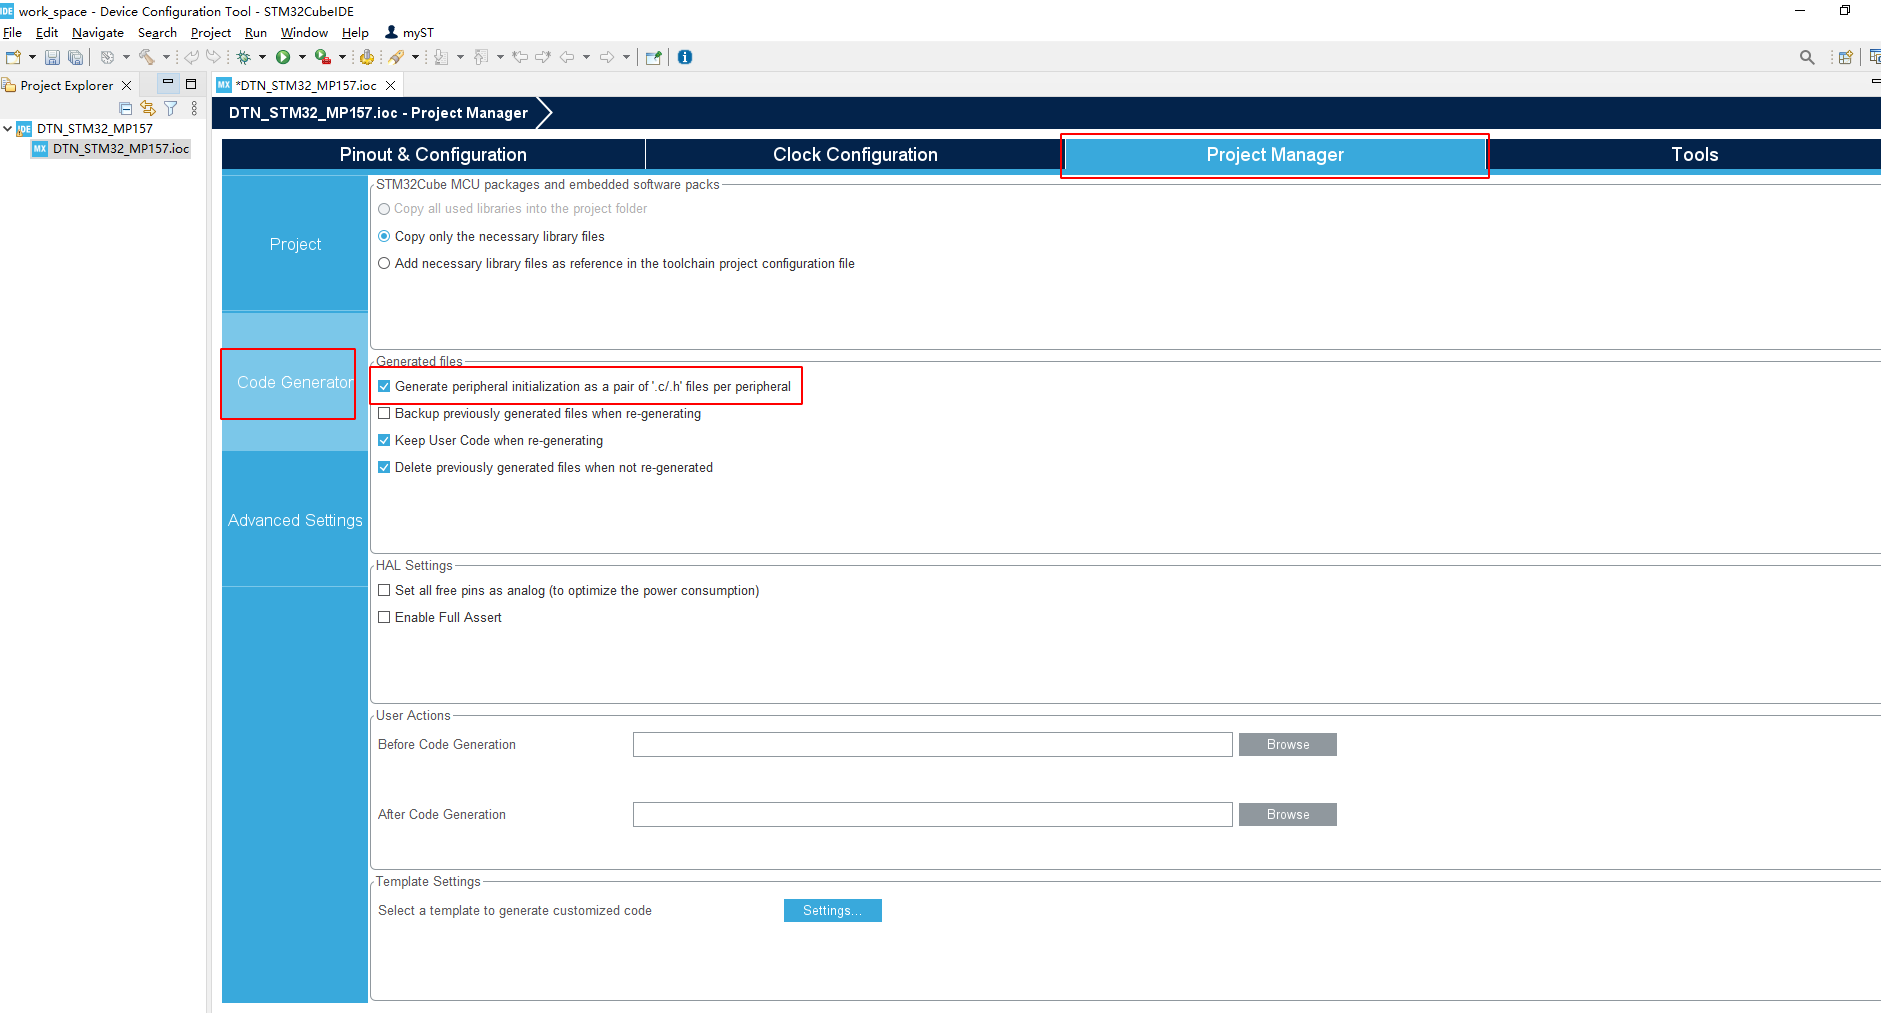 IDE work_space - Device Configuration Tool - STM32CubeIDE
File Edit Navigate Search Project Run Window Help myST
Project Explorer
MX *DTN_STM32_MP157.ioc
DTN_STM32_MP157.ioc - Project Manager
IDE DTN_STM32_MP157
MX DTN_STM32_MP157.ioc
Pinout & Configuration
Clock Configuration
Project Manager
Tools
Project
Code Generator
Advanced Settings
STM32Cube MCU packages and embedded software packs
Copy all used libraries into the project folder
Copy only the necessary library files
Add necessary library files as reference in the toolchain project configuration file
Generated files
Generate peripheral initialization as a pair of '.c/.h' files per peripheral
Backup previously generated files when re-generating
Keep User Code when re-generating
Delete previously generated files when not re-generated
HAL Settings
Set all free pins as analog (to optimize the power consumption)
Enable Full Assert
User Actions
Before Code Generation
Browse
After Code Generation
Browse
Template Settings
Select a template to generate customized code
Settings...